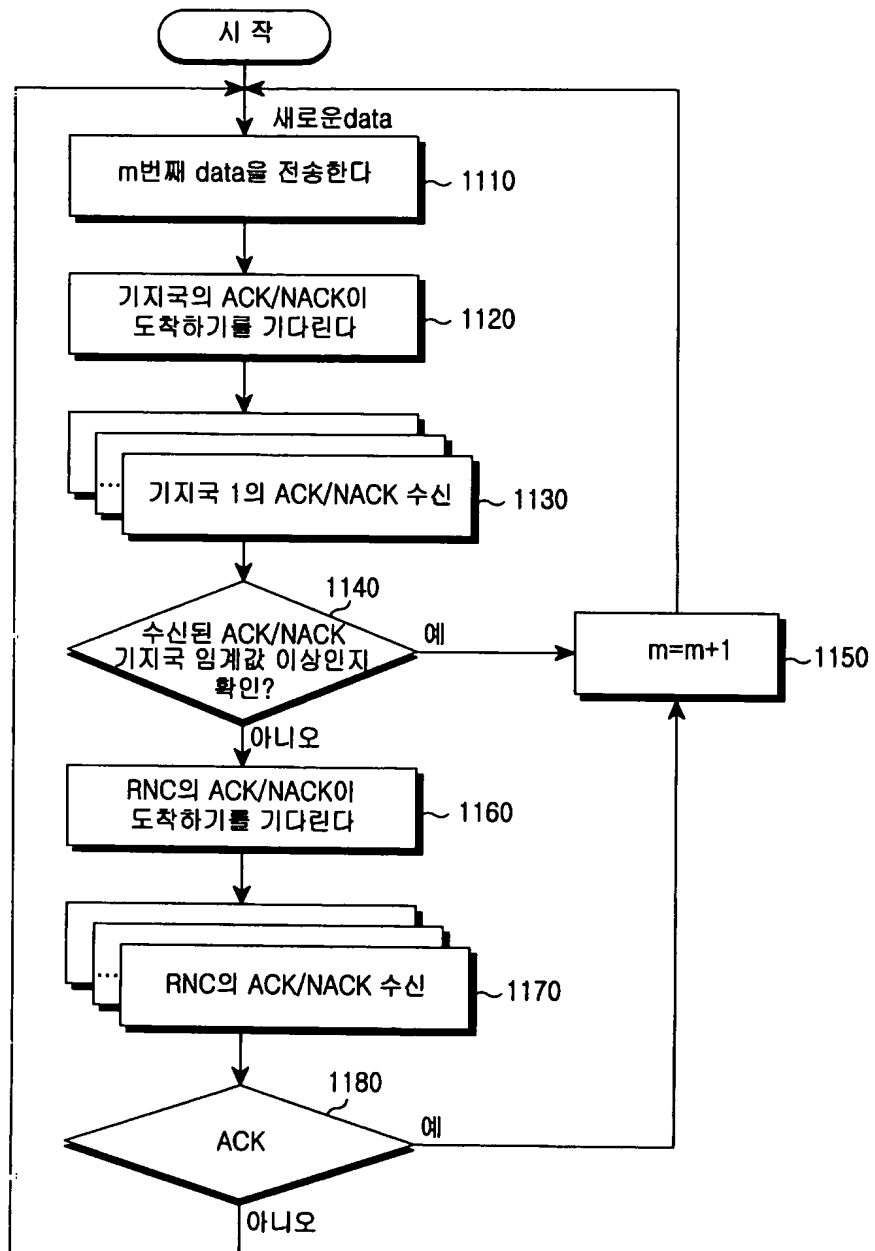 시 작
새로운data
m번째 data을 전송한다
1110
기지국의 ACK/NACK이
도착하기를 기다린다
1120
...
기지국 1의 ACK/NACK 수신
1130
1140
수신된 ACK/NACK
기지국 임계값 이상인지
확인?
예
m=m+1
1150
아니오
RNC의 ACK/NACK이
도착하기를 기다린다
1160
...
RNC의 ACK/NACK 수신
1170
1180
ACK
예
아니오